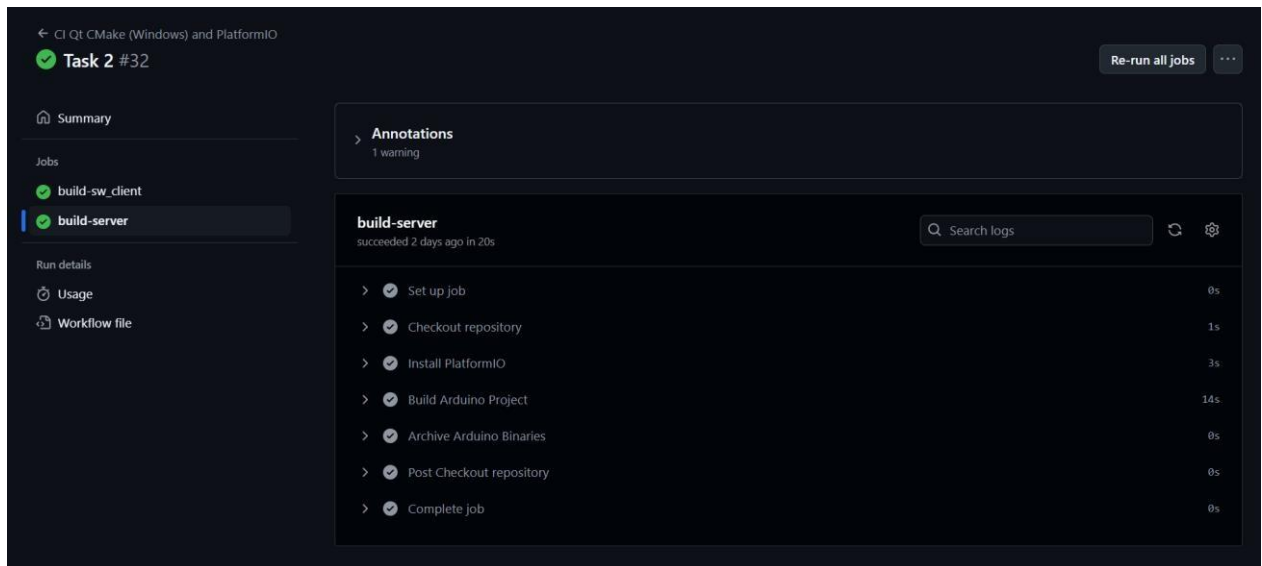 ← CI Qt CMake (Windows) and PlatformIO
Task 2 #32
Re-run all jobs ...
Summary
Jobs
build-sw_client
build-server
Run details
Usage
Workflow file
Annotations
1 warning
build-server
succeeded 2 days ago in 20s
Search logs
Set up job 0s
Checkout repository 1s
Install PlatformIO 3s
Build Arduino Project 14s
Archive Arduino Binaries 0s
Post Checkout repository 0s
Complete job 0s